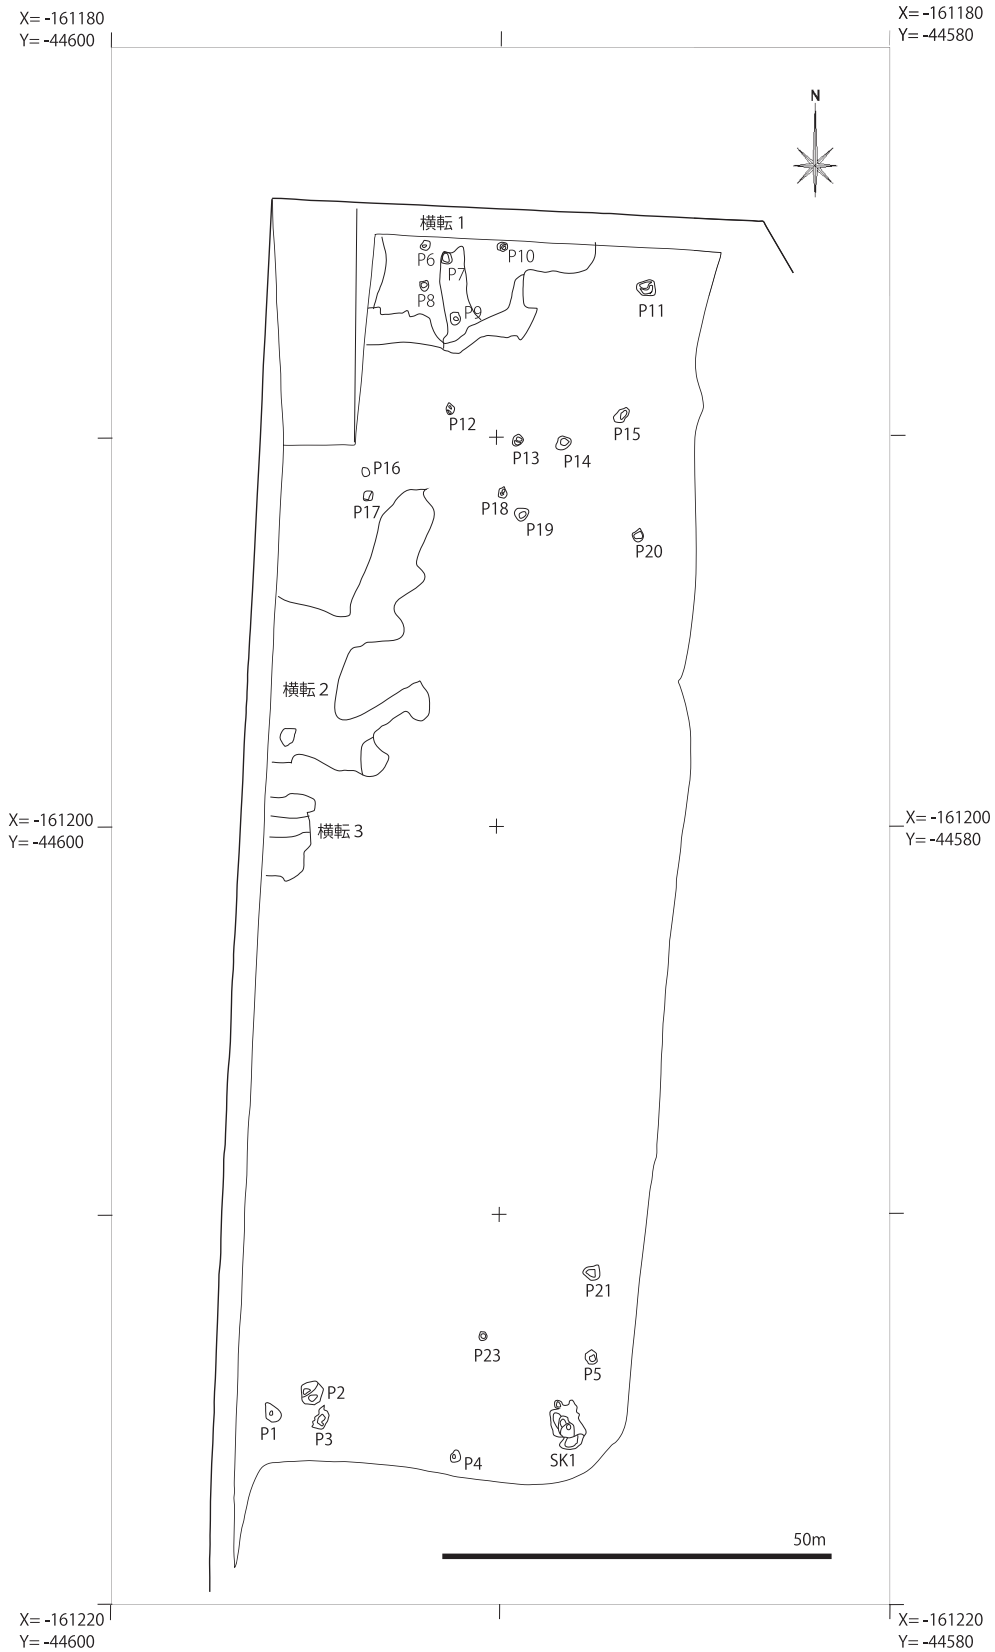 X= -161180
Y= -44600
X= -161180
Y= -44580
N
横転 1
P6
P7
P10
P8
P9
P11
P12
P13
P14
P15
P16
P17
P18
P19
P20
横転 2
X= -161200
Y= -44600
横転 3
X= -161200
Y= -44580
P21
P23
P5
P2
P1
P3
P4
SK1
50m
X= -161220
Y= -44600
X= -161220
Y= -44580